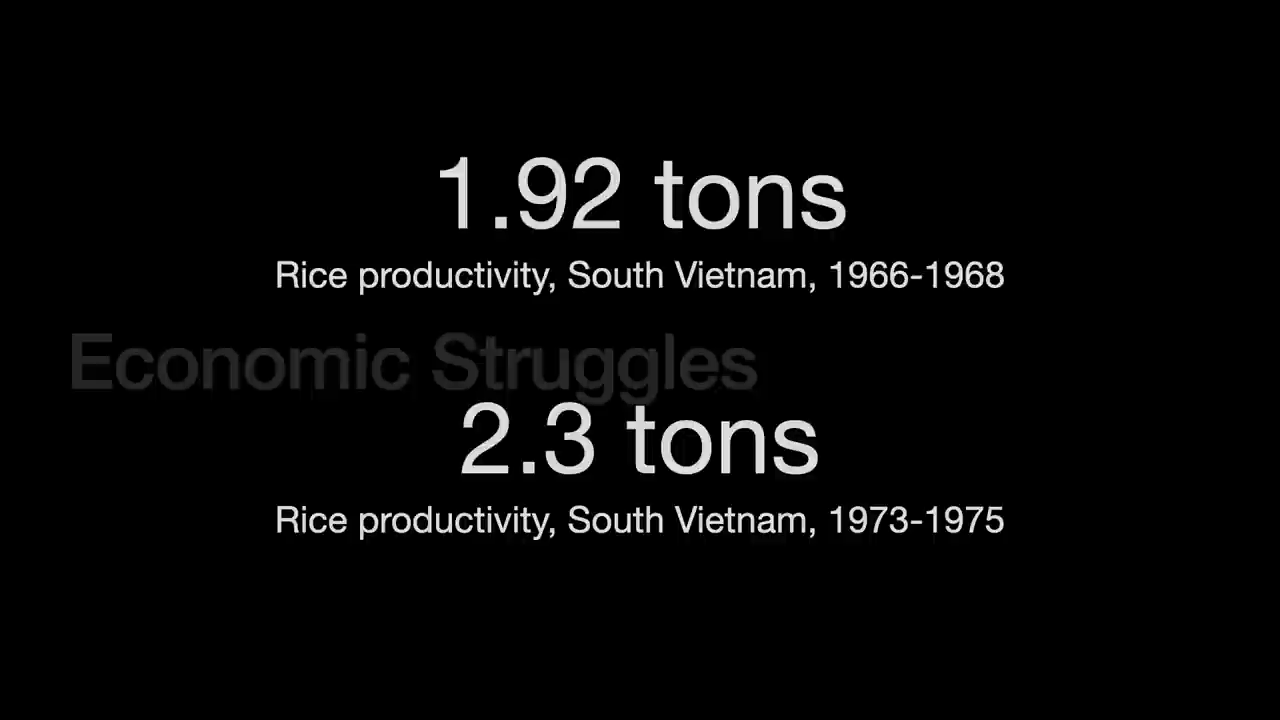 1.92 tons
Rice productivity, South Vietnam, 1966-1968
Economic Struggles
2.3 tons
Rice productivity, South Vietnam, 1973-1975